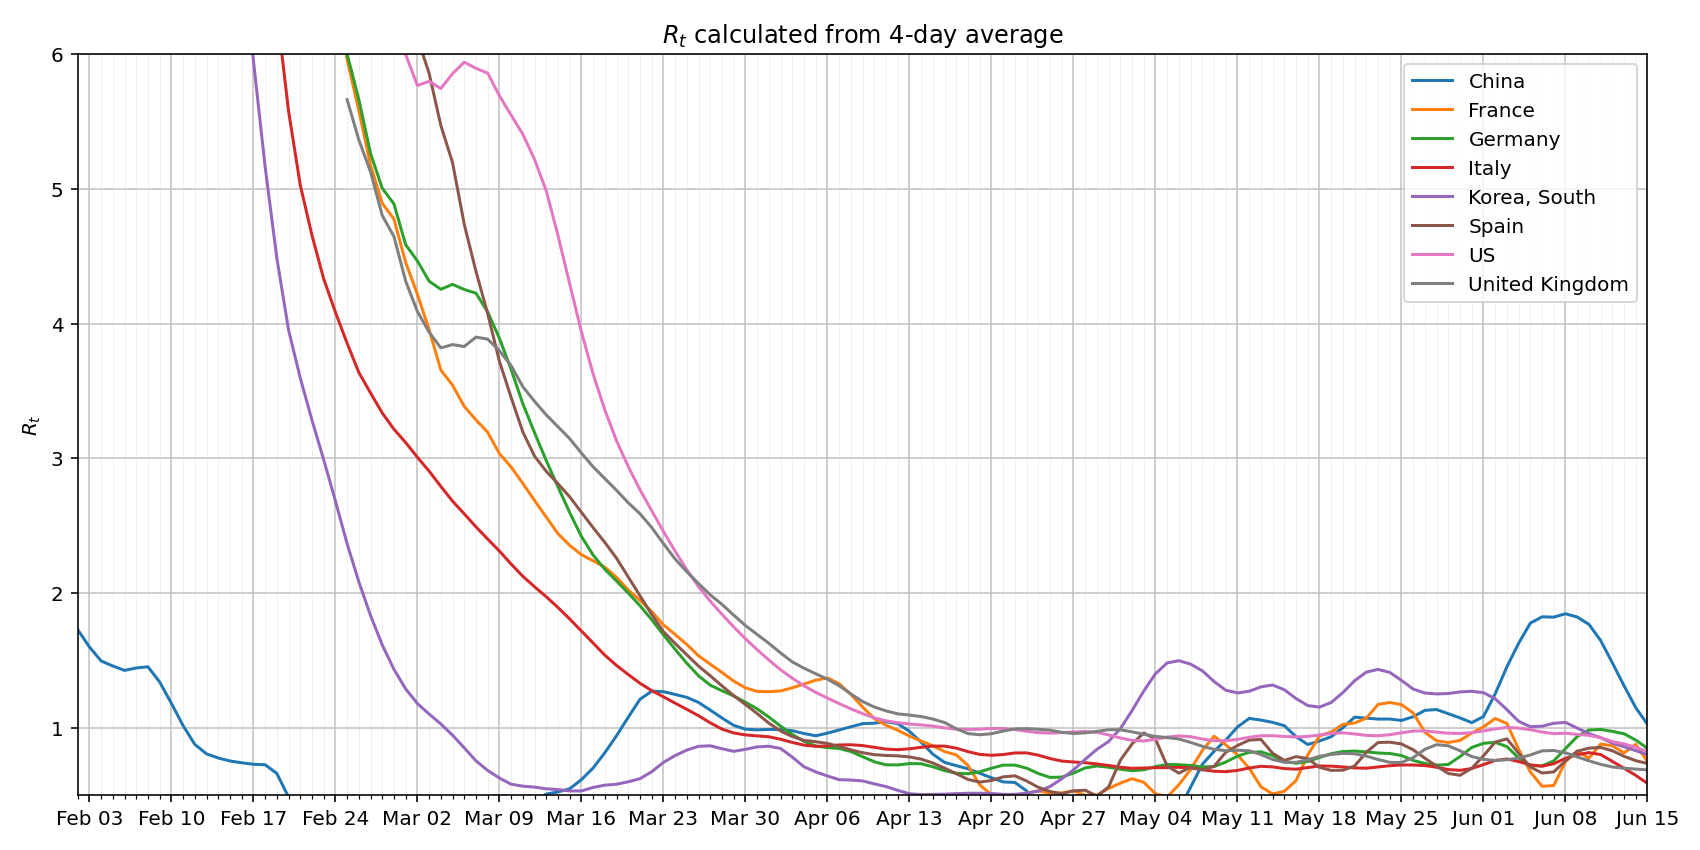 R_t calculated from 4-day average
6
5
4
3
2
1
R_t
China
France
Germany
Italy
Korea, South
Spain
US
United Kingdom
Feb 03 Feb 10 Feb 17 Feb 24 Mar 02 Mar 09 Mar 16 Mar 23 Mar 30 Apr 06 Apr 13 Apr 20 Apr 27 May 04 May 11 May 18 May 25 Jun 01 Jun 08 Jun 15